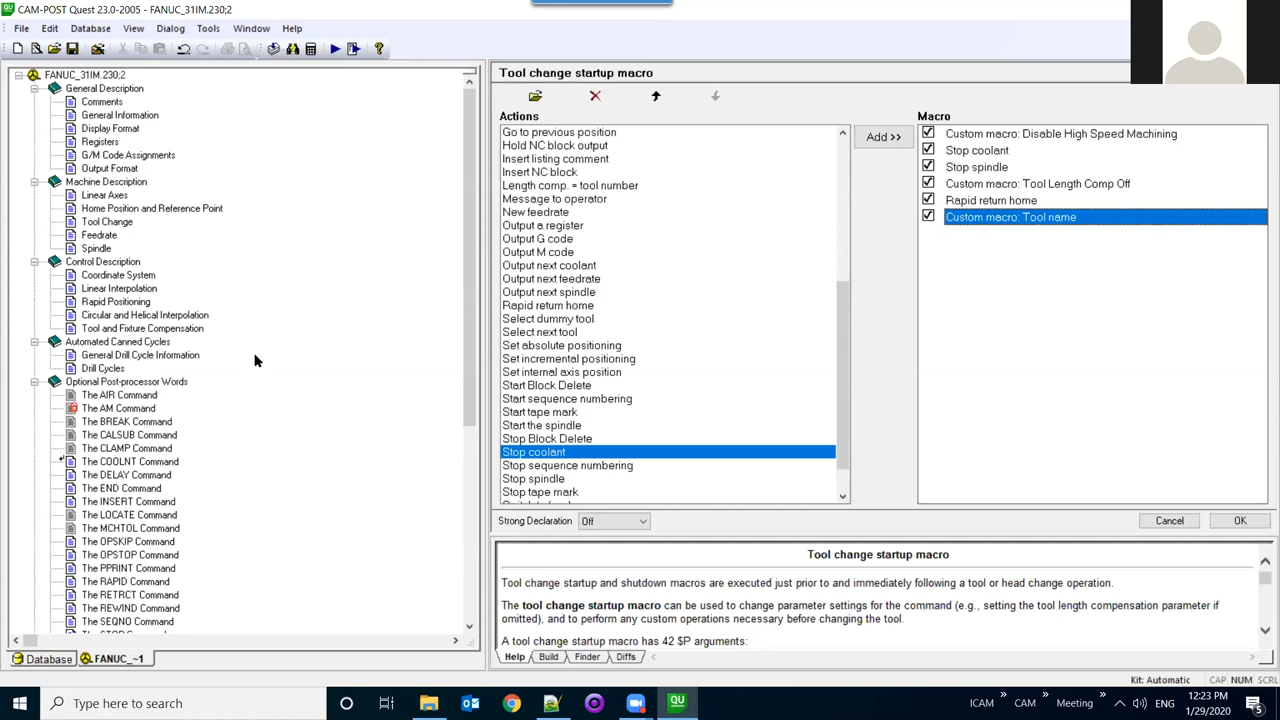 CAM-POST Quest 23.0-2005 - FANUC_31IM.230;2
File Edit Database View Dialog Tools Window Help
FANUC_31IM.230;2
General Description
Comments
General Information
Display Format
Registers
G/M Code Assignments
Output Format
Machine Description
Linear Axes
Home Position and Reference Point
Tool Change
Feedrate
Spindle
Control Description
Coordinate System
Linear Interpolation
Rapid Positioning
Circular and Helical Interpolation
Tool and Fixture Compensation
Automated Canned Cycles
General Drill Cycle Information
Drill Cycles
Optional Post-processor Words
The AIR Command
The AM Command
The BREAK Command
The CALSUB Command
The CLAMP Command
The COOLNT Command
The DELAY Command
The END Command
The INSERT Command
The LOCATE Command
The MCHTOL Command
The OPSKIP Command
The OPSTOP Command
The PPRINT Command
The RAPID Command
The RETRCT Command
The REWIND Command
The SEQNO Command
Database FANUC_~1
Tool change startup macro
Actions
Go to previous position
Hold NC block output
Insert listing comment
Insert NC block
Length comp. = tool number
Message to operator
New feedrate
Output a register
Output G code
Output M code
Output next coolant
Output next feedrate
Output next spindle
Rapid return home
Select dummy tool
Select next tool
Set absolute positioning
Set incremental positioning
Set internal axis position
Start Block Delete
Start sequence numbering
Start tape mark
Start the spindle
Stop Block Delete
Stop coolant
Stop sequence numbering
Stop spindle
Stop tape mark
Add >>
Macro
Custom macro: Disable High Speed Machining
Stop coolant
Stop spindle
Custom macro: Tool Length Comp Off
Rapid return home
Custom macro: Tool name
Strong Declaration Off Cancel OK
Tool change startup macro
Tool change startup and shutdown macros are executed just prior to and immediately following a tool or head change operation.
The tool change startup macro can be used to change parameter settings for the command (e.g., setting the tool length compensation parameter if
omitted), and to perform any custom operations necessary before changing the tool.
A tool change startup macro has 42 $P arguments:
Help Build Finder Diffs
Kit: Automatic CAP NUM SCRL
Type here to search
ICAM CAM Meeting ENG
12:23 PM
1/29/2020
5